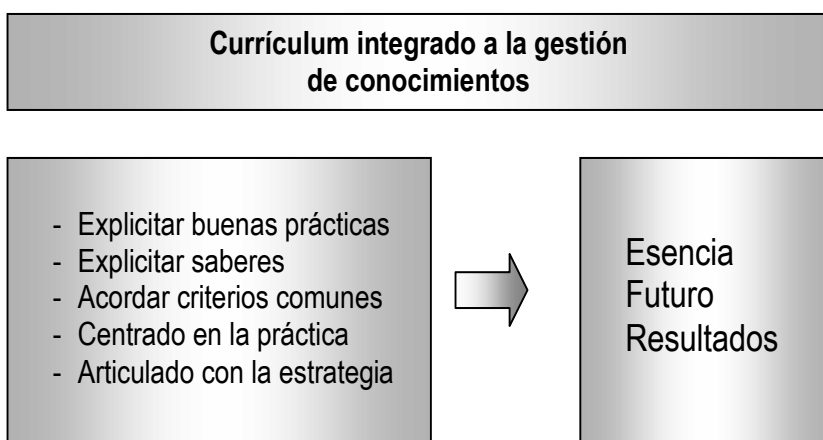 Currículum integrado a la gestión
de conocimientos
- Explicitar buenas prácticas
- Explicitar saberes
- Acordar criterios comunes
- Centrado en la práctica
- Articulado con la estrategia
Esencia
Futuro
Resultados